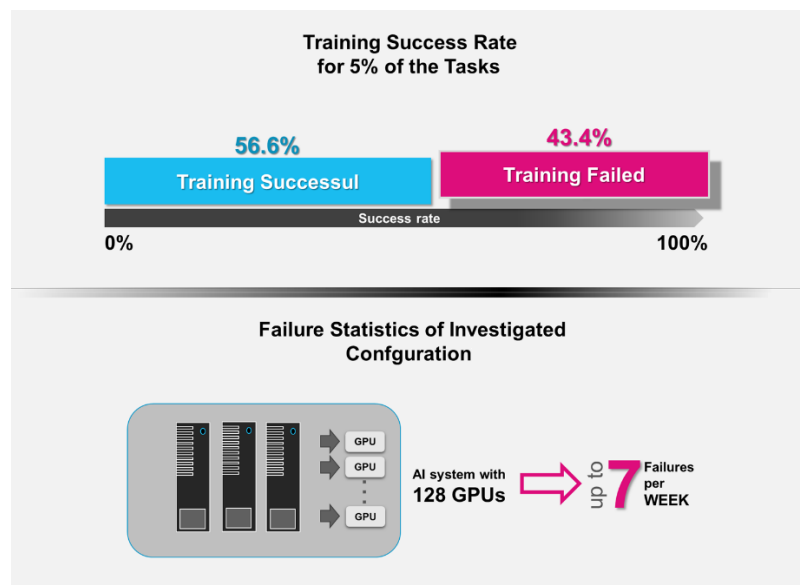 Training Success Rate
for 5% of the Tasks
56.6%
43.4%
Training Successul
Training Failed
Success rate
0%
100%
Failure Statistics of Investigated
Confguration
GPU
GPU
GPU
AI system with
128 GPUs
up to
7
Failures
per
WEEK